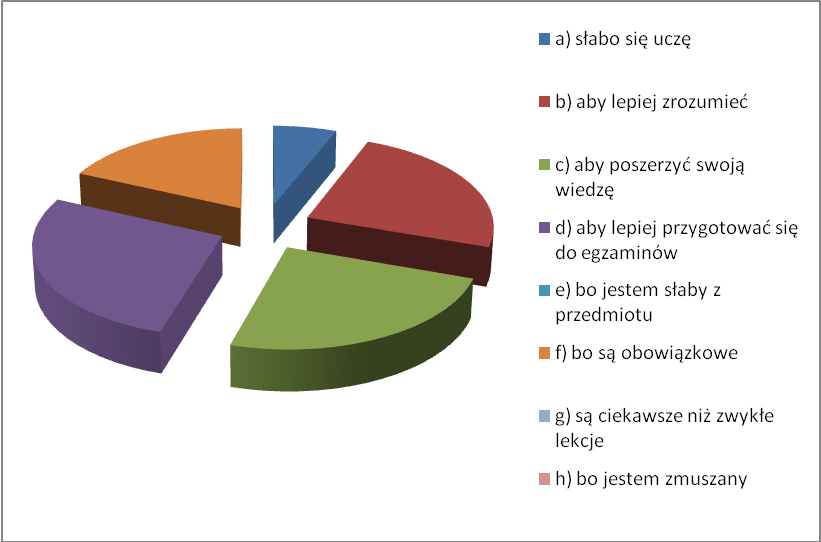 a) słabo się uczę
b) aby lepiej zrozumieć
c) aby poszerzyć swoją
wiedzę
d) aby lepiej przygotować się
do egzaminów
e) bo jestem słaby z
przedmiotu
f) bo są obowiązkowe
g) są ciekawsze niż zwykłe
lekcje
h) bo jestem zmuszany